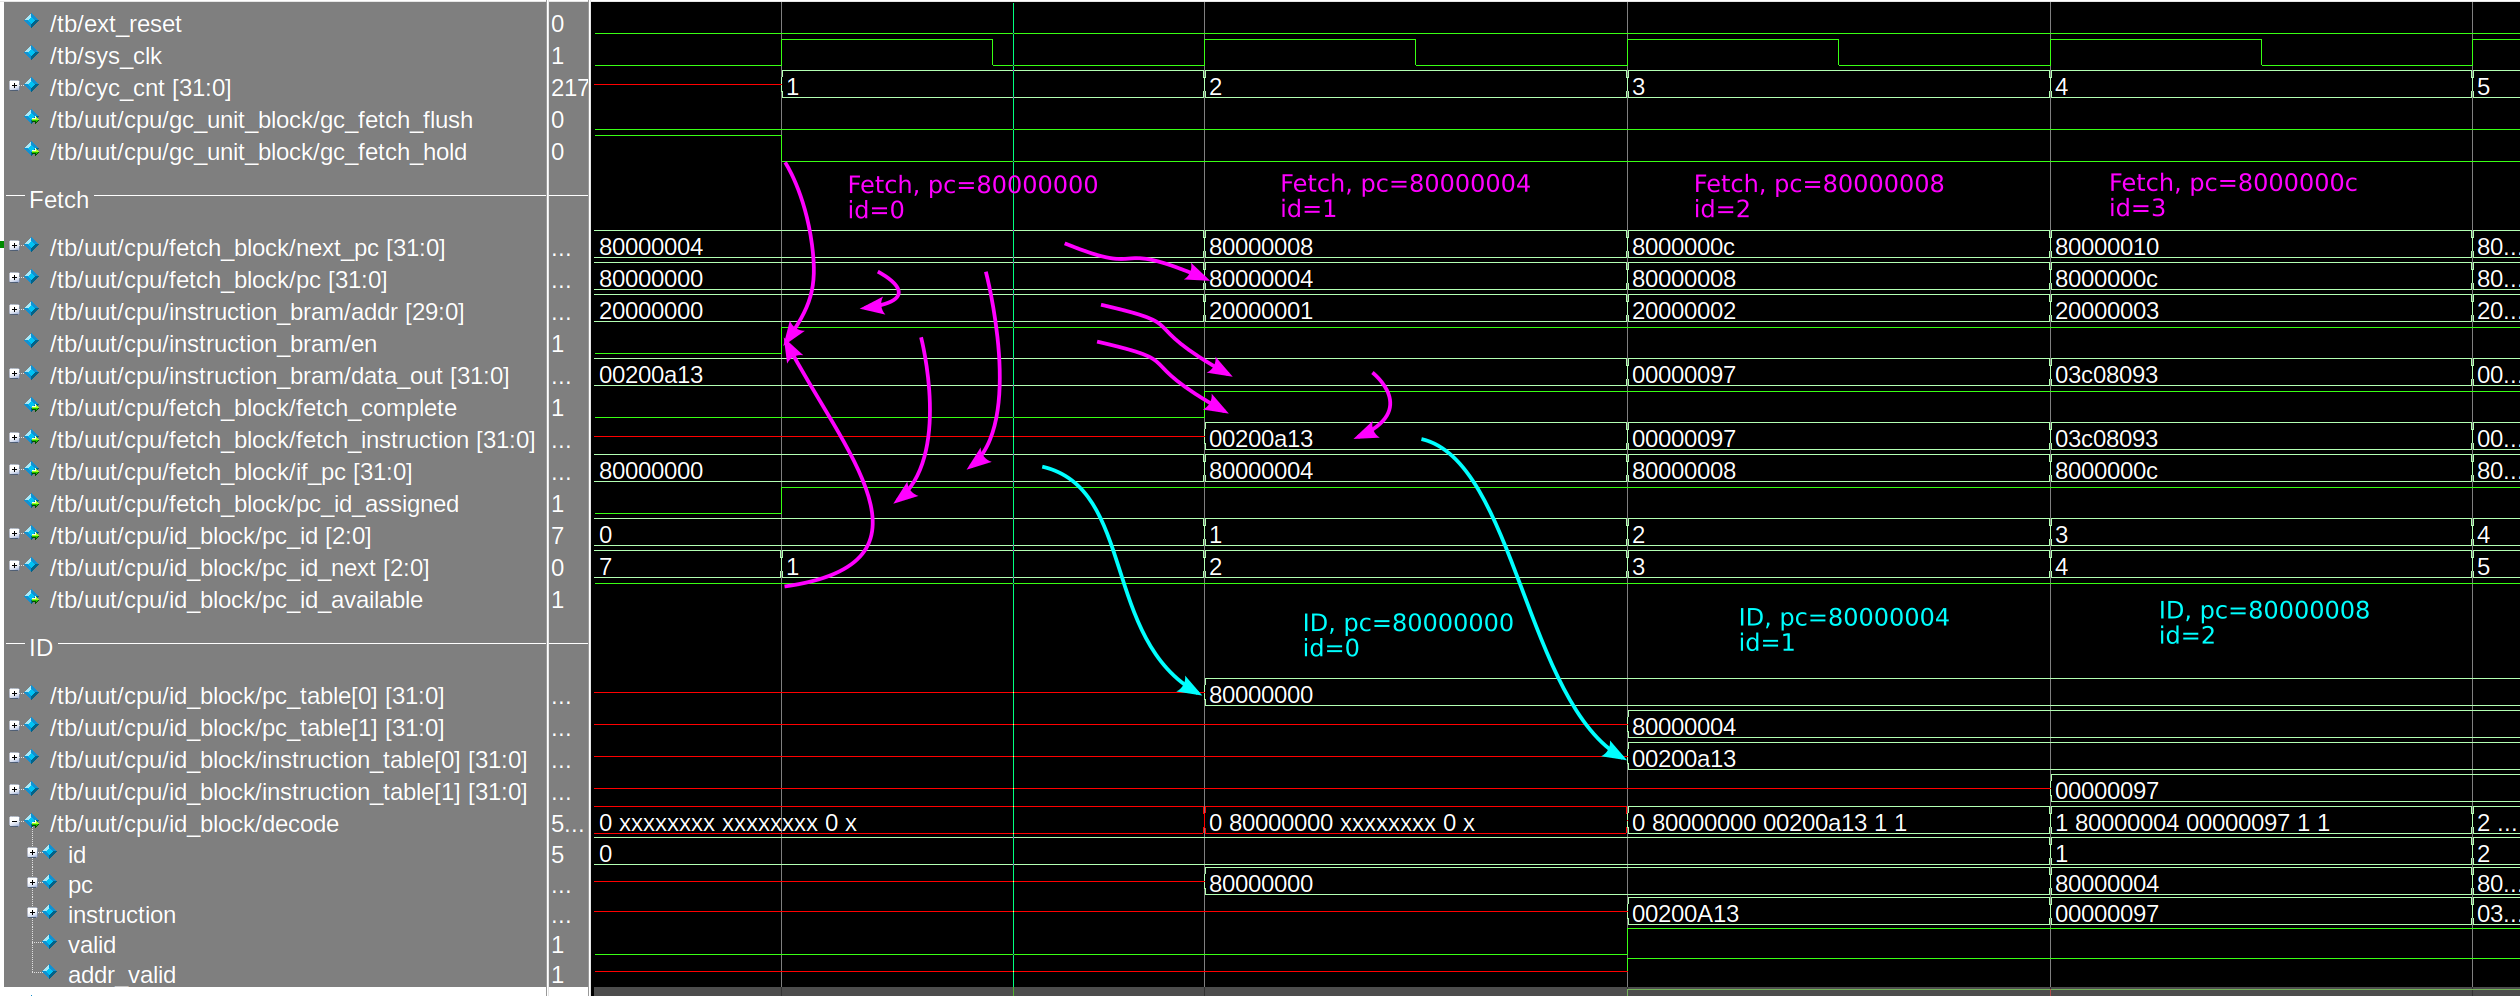 /tb/ext_reset 0
/tb/sys_clk 1
/tb/cyc_cnt [31:0] 217 1 2 3 4 5
/tb/uut/cpu/gc_unit_block/gc_fetch_flush 0
/tb/uut/cpu/gc_unit_block/gc_fetch_hold 0
Fetch, pc=80000000 Fetch, pc=80000004 Fetch, pc=80000008 Fetch, pc=8000000c
id=0 id=1 id=2 id=3
Fetch
/tb/uut/cpu/fetch_block/next_pc [31:0] ... 80000004 80000008 8000000c 80000010 80...
/tb/uut/cpu/fetch_block/pc [31:0] ... 80000000 80000004 80000008 8000000c 80...
/tb/uut/cpu/instruction_bram/addr [29:0] ... 20000000 20000001 20000002 20000003 20...
/tb/uut/cpu/instruction_bram/en 1
/tb/uut/cpu/instruction_bram/data_out [31:0] ... 00200a13 00000097 03c08093 00...
/tb/uut/cpu/fetch_block/fetch_complete 1
/tb/uut/cpu/fetch_block/fetch_instruction [31:0] ... 00200a13 00000097 03c08093 00...
/tb/uut/cpu/fetch_block/if_pc [31:0] ... 80000000 80000004 80000008 8000000c 80...
/tb/uut/cpu/fetch_block/pc_id_assigned 1
/tb/uut/cpu/id_block/pc_id [2:0] 7 0 1 2 3 4
/tb/uut/cpu/id_block/pc_id_next [2:0] 0 7 1 2 3 4 5
/tb/uut/cpu/id_block/pc_id_available 1
ID, pc=80000000 ID, pc=80000004 ID, pc=80000008
id=0 id=1 id=2
ID
/tb/uut/cpu/id_block/pc_table[0] [31:0] ... 80000000
/tb/uut/cpu/id_block/pc_table[1] [31:0] ... 80000004
/tb/uut/cpu/id_block/instruction_table[0] [31:0] ... 00200a13
/tb/uut/cpu/id_block/instruction_table[1] [31:0] ... 00000097
/tb/uut/cpu/id_block/decode 5... 0 xxxxxxxx xxxxxxxx 0 x 0 80000000 xxxxxxxx 0 x 0 80000000 00200a13 1 1 1 80000004 00000097 1 1 2 ...
id 5 0 1 2
pc ... 80000000 80000004 80...
instruction ... 00200A13 00000097 03...
valid 1
addr_valid 1